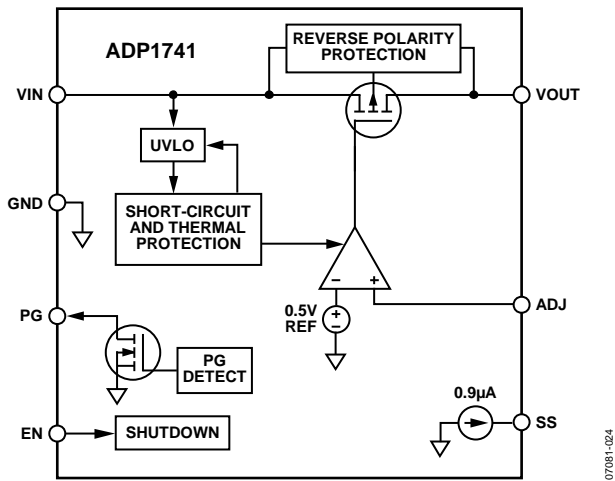 ADP1741
REVERSE POLARITY
PROTECTION
VIN
VOUT
UVLO
GND
SHORT-CIRCUIT
AND THERMAL
PROTECTION
– +
PG
0.5V
REF
+
–
ADJ
PG
DETECT
0.9µA
EN
SHUTDOWN
SS
07081-024